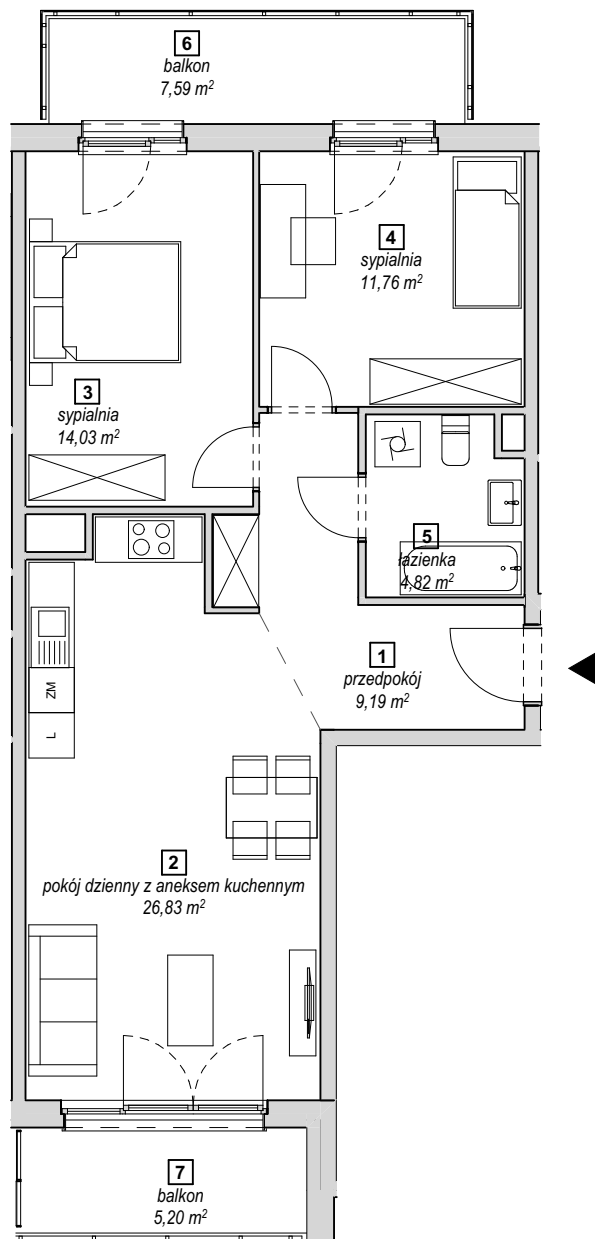 6
balkon
7,59 m²
4
sypialnia
11,76 m²
3
sypialnia
14,03 m²
5
łazienka
4,82 m²
1
przedpokój
9,19 m²
ZM
L
2
pokój dzienny z aneksem kuchennym
26,83 m²
7
balkon
5,20 m²